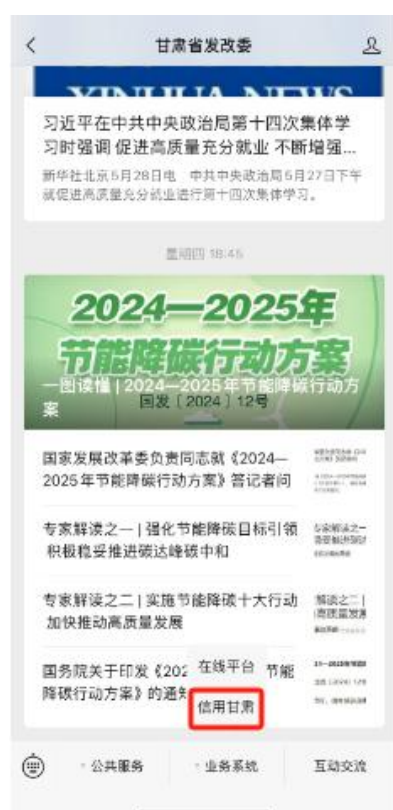 甘肃省发改委
XINHUA NEWS
习近平在中共中央政治局第十四次集体学
习时强调 促进高质量充分就业 不断增强...
新华社北京5月28日电 中共中央政治局5月27日下午
就促进高质量充分就业进行第十四次集体学习。
星期四 18:45
2024—2025年
节能降碳行动方案
一图读懂 | 2024—2025年节能降碳行动方
案
国发〔2024〕12号
国家发展改革委负责同志就《2024—
2025年节能降碳行动方案》答记者问
专家解读之一 | 强化节能降碳目标引领
积极稳妥推进碳达峰碳中和
专家解读之二 | 实施节能降碳十大行动
加快推动高质量发展
国务院关于印发《202
节能
降碳行动方案》的通知
在线平台
信用甘肃
公共服务
业务系统
互动交流